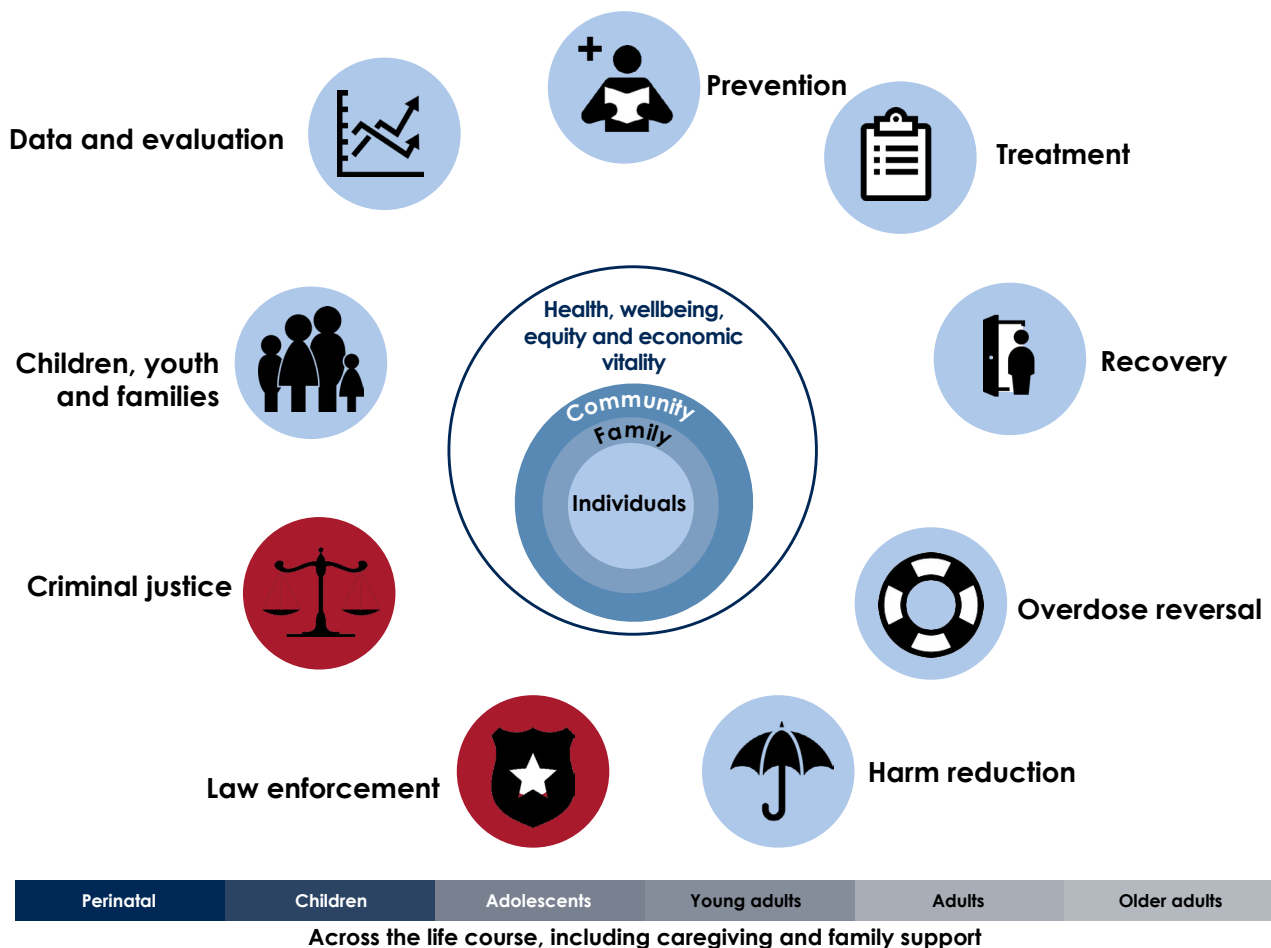 Prevention
Data and evaluation
Treatment
Health, wellbeing,
equity and economic
vitality
Children, youth
and families
Recovery
Community
Family
Individuals
Criminal justice
Overdose reversal
Law enforcement
Harm reduction
Perinatal
Children
Adolescents
Young adults
Adults
Older adults
Across the life course, including caregiving and family support